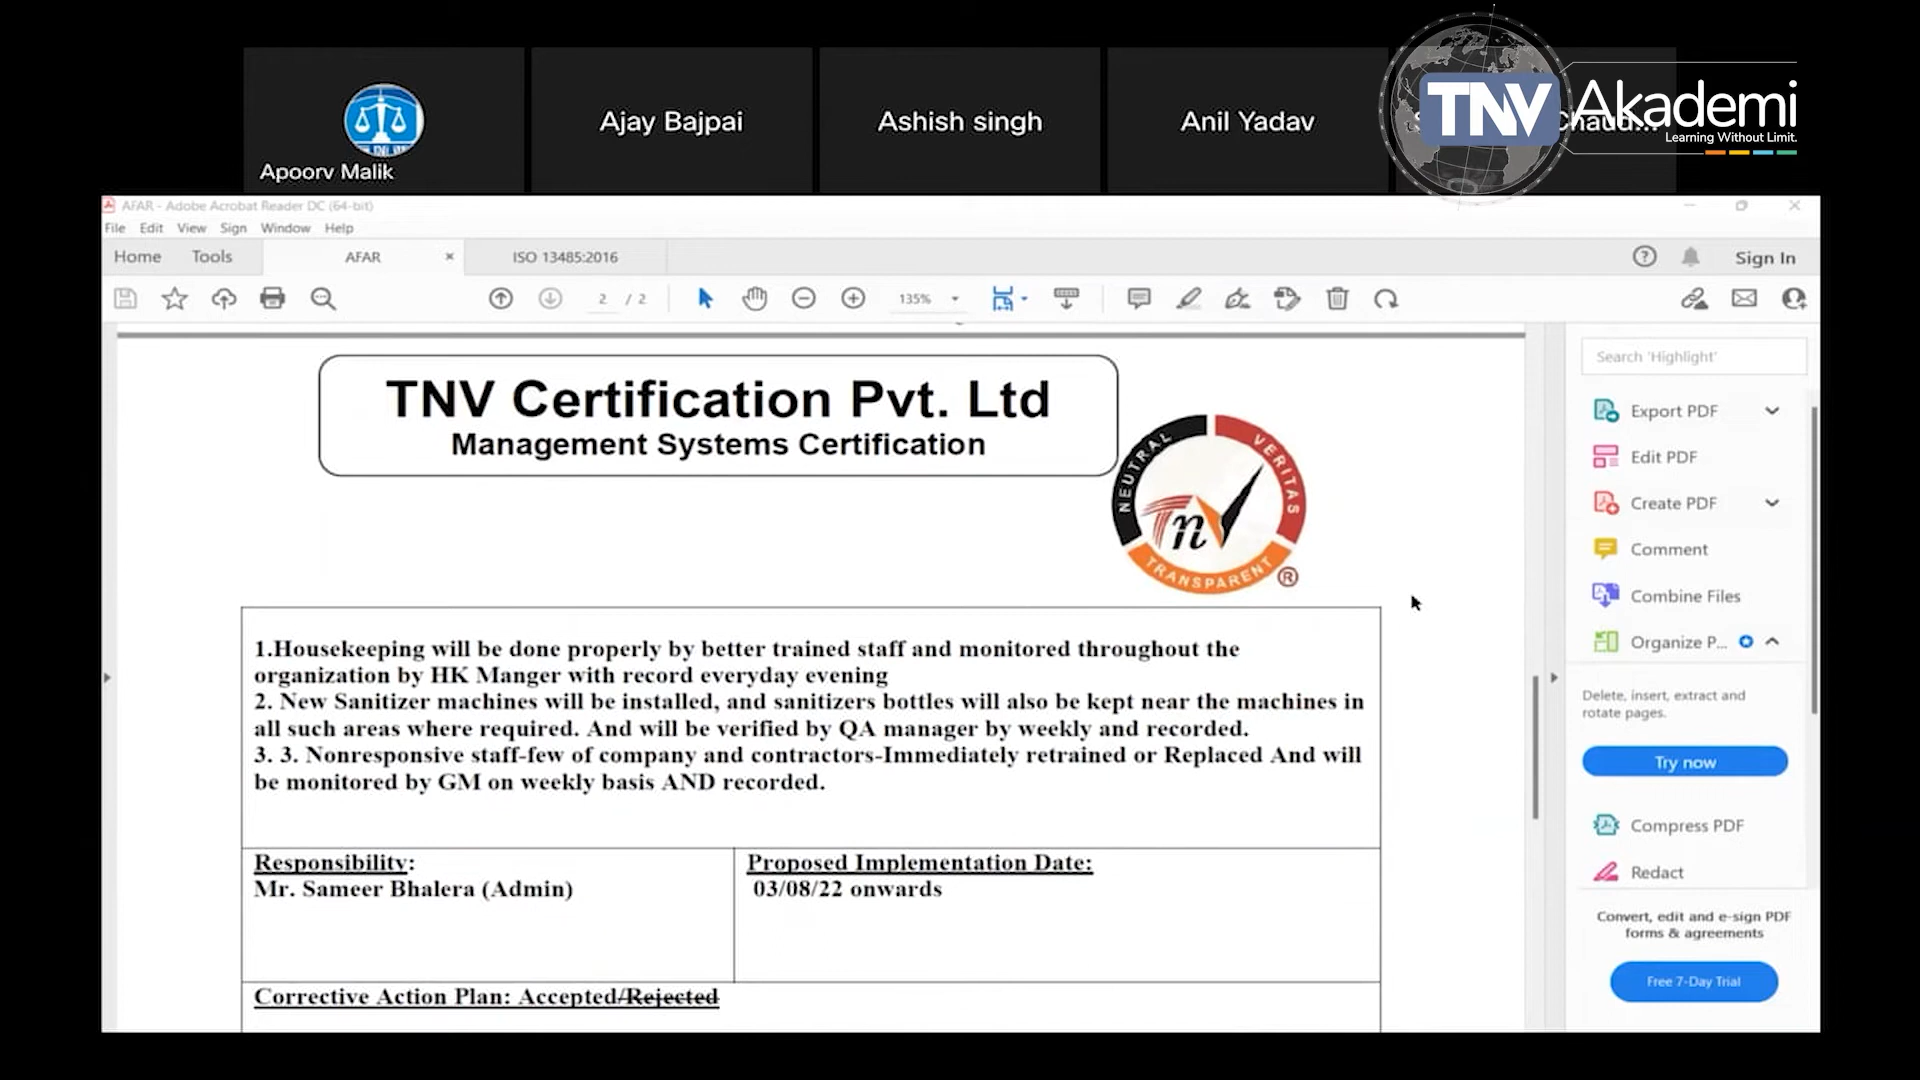 TNV Akademi
Learning Without Limit.
Apoorv Malik
Ajay Bajpai
Ashish singh
Anil Yadav
AFAR - Adobe Acrobat Reader DC (64-bit)
File Edit View Sign Window Help
Home Tools AFAR × ISO 13485:2016 Sign In
2 / 2 135%
TNV Certification Pvt. Ltd
Management Systems Certification
NEUTRAL VERITAS
TNV
TRANSPARENT ®
1.Housekeeping will be done properly by better trained staff and monitored throughout the
organization by HK Manger with record everyday evening
2. New Sanitizer machines will be installed, and sanitizers bottles will also be kept near the machines in
all such areas where required. And will be verified by QA manager by weekly and recorded.
3. 3. Nonresponsive staff-few of company and contractors-Immediately retrained or Replaced And will
be monitored by GM on weekly basis AND recorded.
Responsibility:
Mr. Sameer Bhalera (Admin)
Proposed Implementation Date:
03/08/22 onwards
Corrective Action Plan: Accepted/Rejected
Search 'Highlight'
Export PDF
Edit PDF
Create PDF
Comment
Combine Files
Organize P...
Delete, insert, extract and
rotate pages.
Try now
Compress PDF
Redact
Convert, edit and e-sign PDF
forms & agreements
Free 7-Day Trial